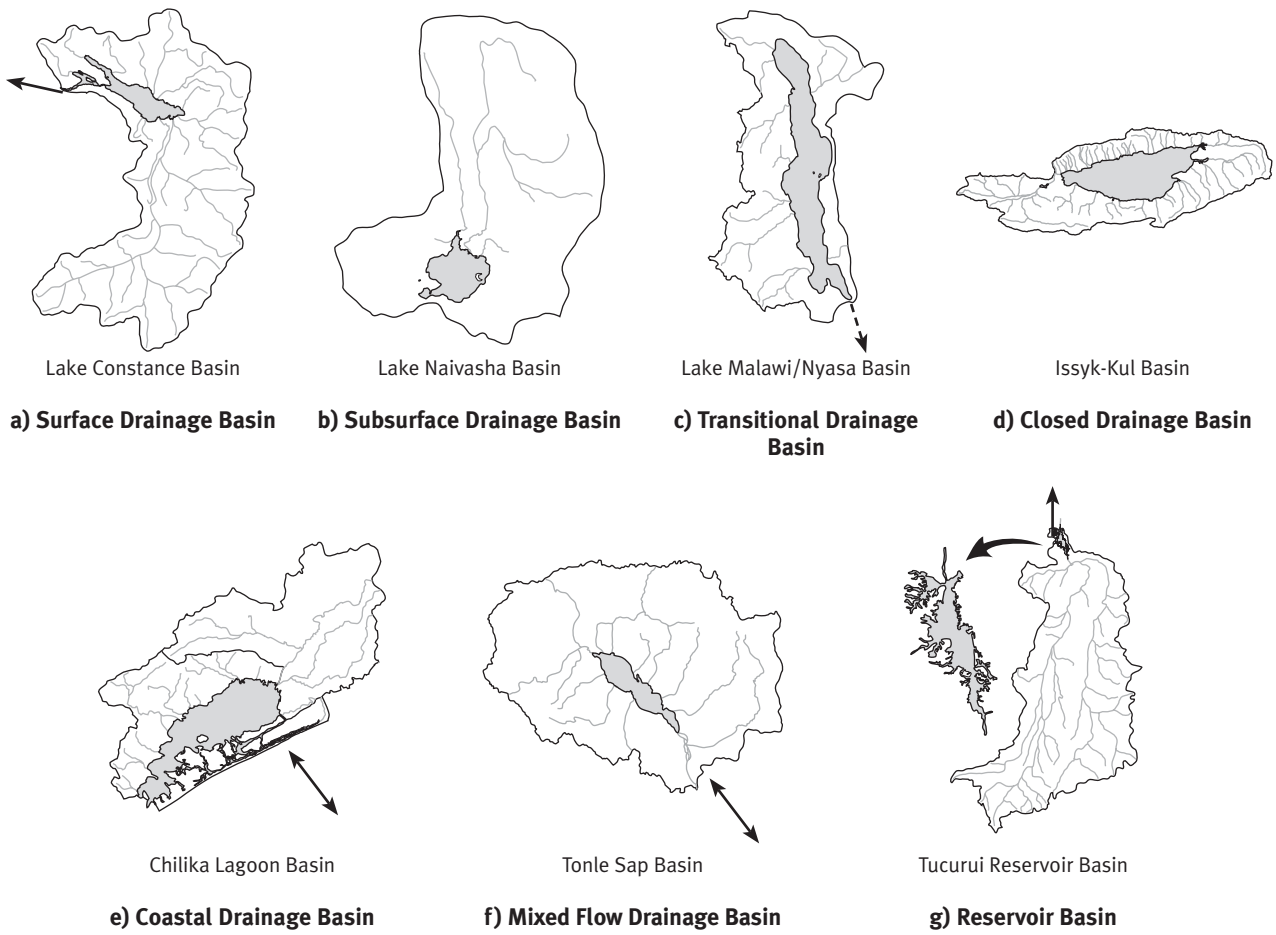 Lake Constance Basin
a) Surface Drainage Basin
Lake Naivasha Basin
b) Subsurface Drainage Basin
Lake Malawi/Nyasa Basin
c) Transitional Drainage
Basin
Issyk-Kul Basin
d) Closed Drainage Basin
Chilika Lagoon Basin
e) Coastal Drainage Basin
Tonle Sap Basin
f) Mixed Flow Drainage Basin
Tucurui Reservoir Basin
g) Reservoir Basin